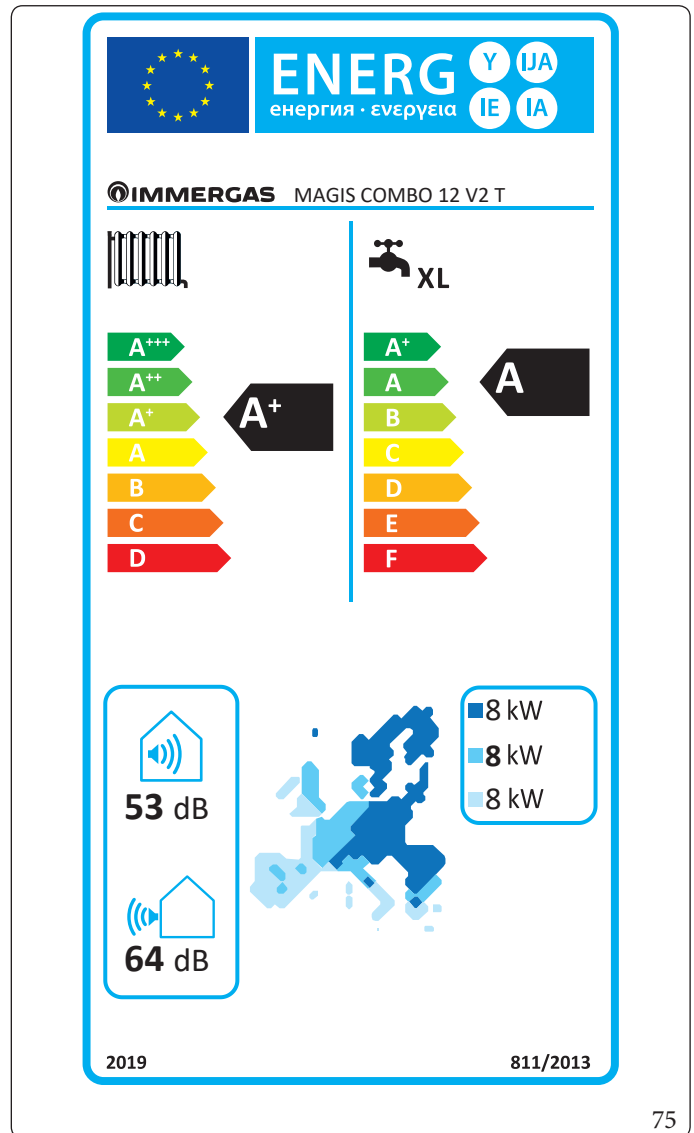 ENERG Y IJA
енергия · ενεργεια IE IA
IMMERGAS MAGIS COMBO 12 V2 T
XL
A+++
A++
A+
A
B
C
D
A+
A+
A
B
C
D
E
F
A
53 dB
64 dB
8 kW
8 kW
8 kW
2019 811/2013
75